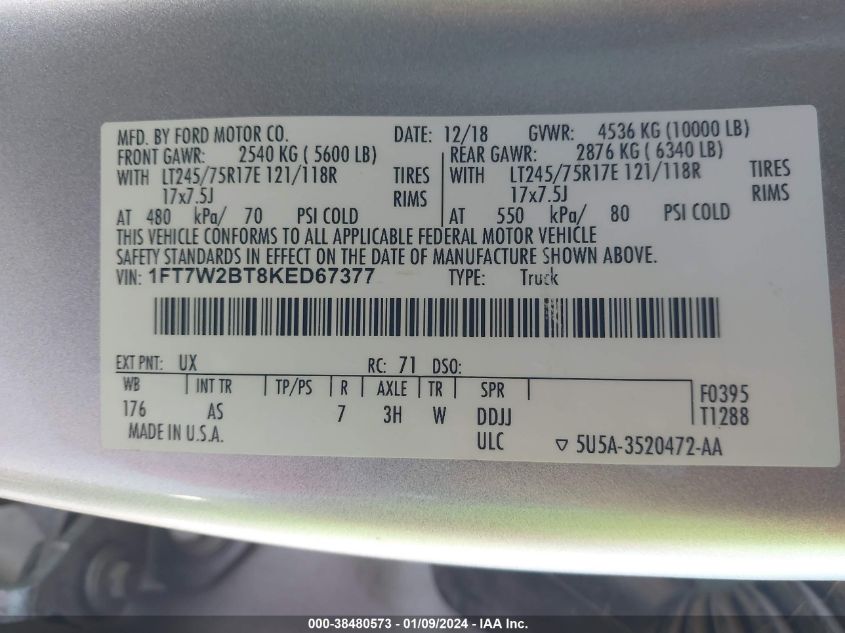 MFD. BY FORD MOTOR CO. DATE: 12/18 GVWR: 4536 KG (10000 LB)
FRONT GAWR: 2540 KG ( 5600 LB) REAR GAWR: 2876 KG ( 6340 LB)
WITH LT245/75R17E 121/118R TIRES WITH LT245/75R17E 121/118R TIRES
17x7.5J RIMS 17x7.5J RIMS
AT 480 kPa/ 70 PSI COLD AT 550 kPa/ 80 PSI COLD
THIS VEHICLE CONFORMS TO ALL APPLICABLE FEDERAL MOTOR VEHICLE
SAFETY STANDARDS IN EFFECT ON THE DATE OF MANUFACTURE SHOWN ABOVE.
VIN: 1FT7W2BT8KED67377 TYPE: Truck
EXT PNT: UX RC: 71 DSO:
WB INT TR TP/PS R AXLE TR SPR F0395
176 AS 7 3H W DDJJ T1288
MADE IN U.S.A. ULC ▽ 5U5A-3520472-AA
000-38480573 - 01/09/2024 - IAA Inc.